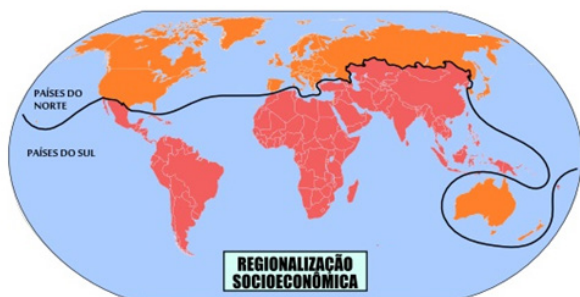 PAÍSES DO
NORTE
PAÍSES DO SUL
REGIONALIZAÇÃO
SOCIOECONÔMICA